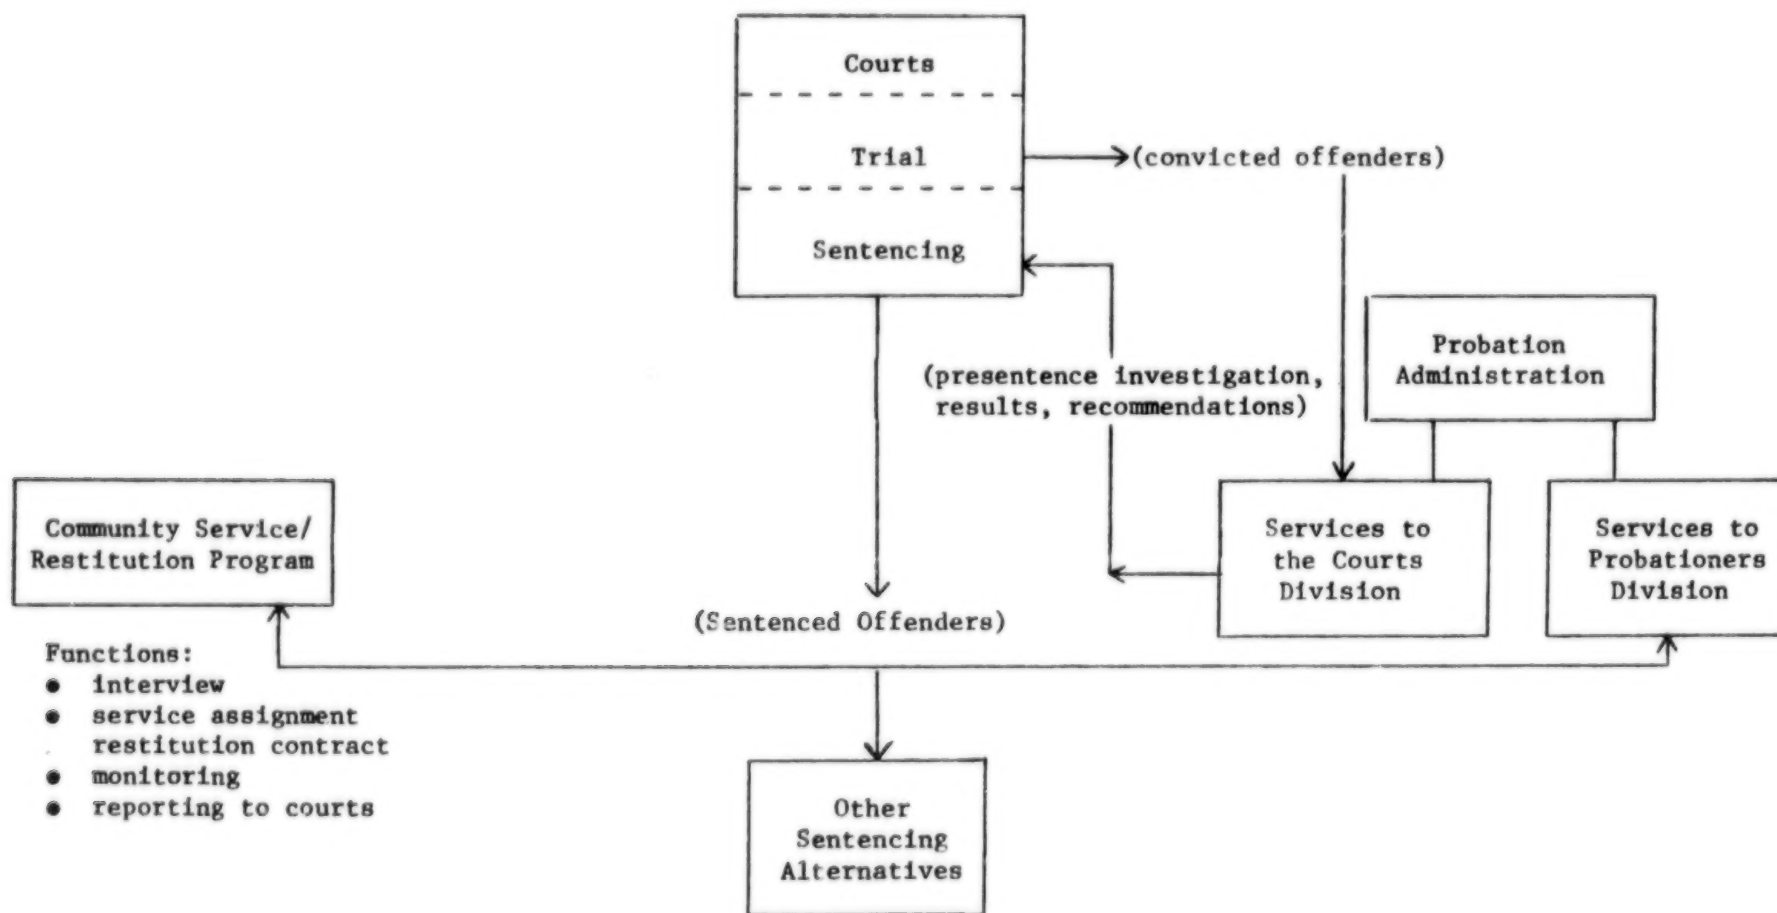 Courts
Trial
(convicted offenders)
Sentencing
(presentence investigation,
results, recommendations)
Probation
Administration
Community Service/
Restitution Program
Services to
the Courts
Division
Services to
Probationers
Division
(Sentenced Offenders)
Functions:
● interview
● service assignment
restitution contract
● monitoring
● reporting to courts
Other
Sentencing
Alternatives